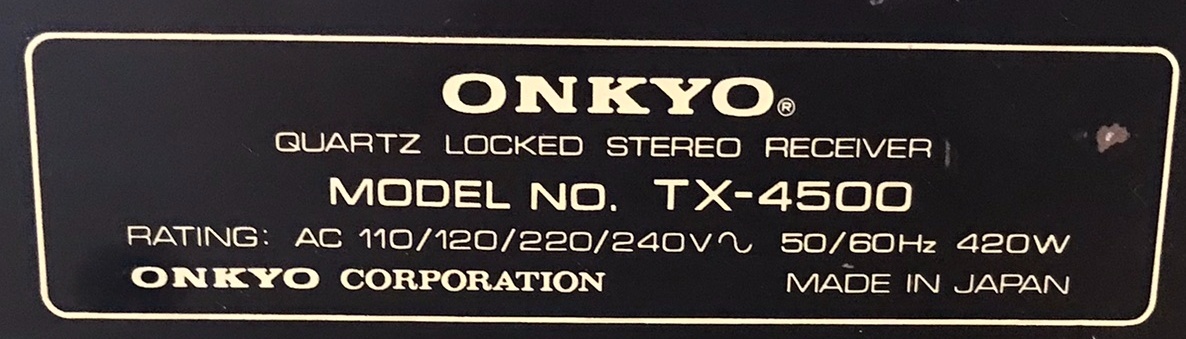 ONKYO®
QUARTZ LOCKED STEREO RECEIVER
MODEL NO. TX-4500
RATING: AC 110/120/220/240V∿ 50/60Hz 420W
ONKYO CORPORATION MADE IN JAPAN